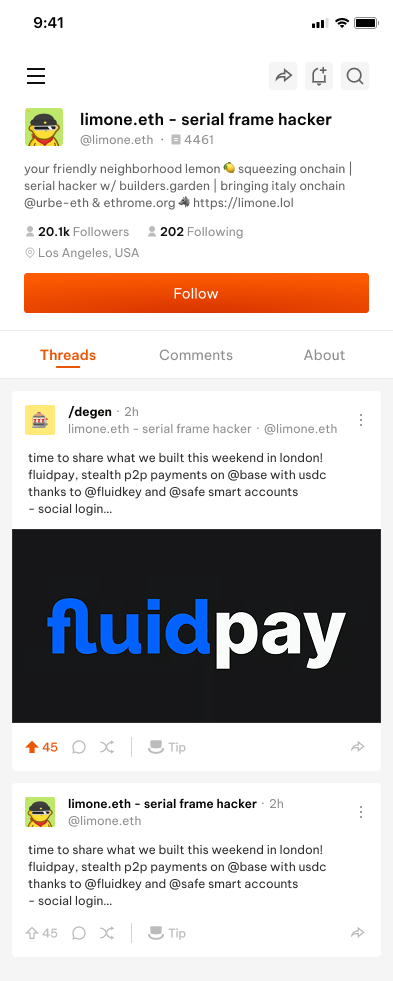 9:41
limone.eth - serial frame hacker
@limone.eth · 4461
your friendly neighborhood lemon 🍋 squeezing onchain |
serial hacker w/ builders.garden | bringing italy onchain
@urbe-eth & ethrome.org 🐴 https://limone.lol
20.1k Followers 202 Following
Los Angeles, USA
Follow
Threads Comments About
/degen · 2h
limone.eth - serial frame hacker · @limone.eth
time to share what we built this weekend in london!
fluidpay, stealth p2p payments on @base with usdc
thanks to @fluidkey and @safe smart accounts
- social login...
fluidpay
45 Tip
limone.eth - serial frame hacker · 2h
@limone.eth
time to share what we built this weekend in london!
fluidpay, stealth p2p payments on @base with usdc
thanks to @fluidkey and @safe smart accounts
- social login...
45 Tip